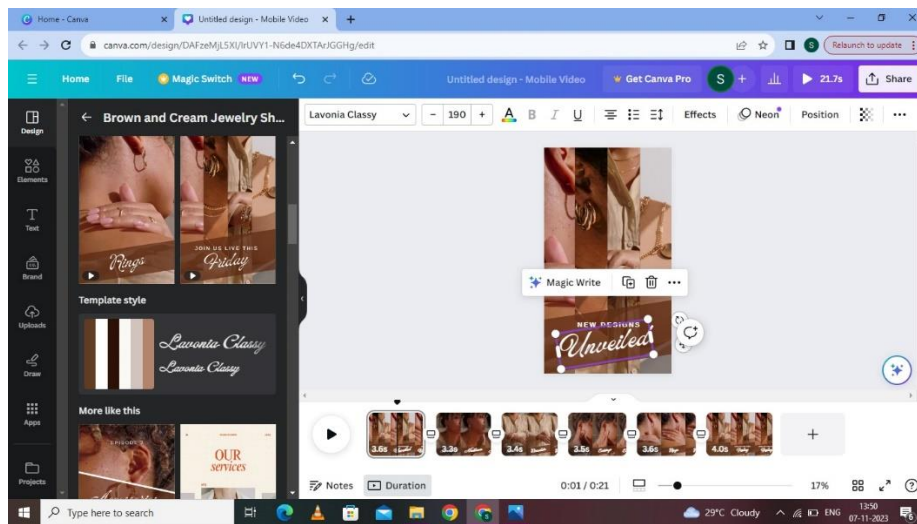 Home - Canva
Untitled design - Mobile Video
canva.com/design/DAFzeMjL5XI/IrUVY1-N6de4DXTArJGGHg/edit
Relaunch to update
Home File Magic Switch NEW Untitled design - Mobile Video Get Canva Pro S + 21.7s Share
Design
Elements
Text
Brand
Uploads
Draw
Apps
Projects
Brown and Cream Jewelry Sh...
Rings
JOIN US LIVE THIS
Friday
Template style
Lavonia Classy
Lavonia Classy
More like this
OUR
services
Lavonia Classy - 190 + A B I U Effects Neon Position
Magic Write
NEW DESIGNS
Unveiled
3.6s 3.3s 3.4s 3.5s 3.6s 4.0s
Notes Duration 0:01 / 0:21 17%
Type here to search
29°C Cloudy ENG 13:50
07-11-2023